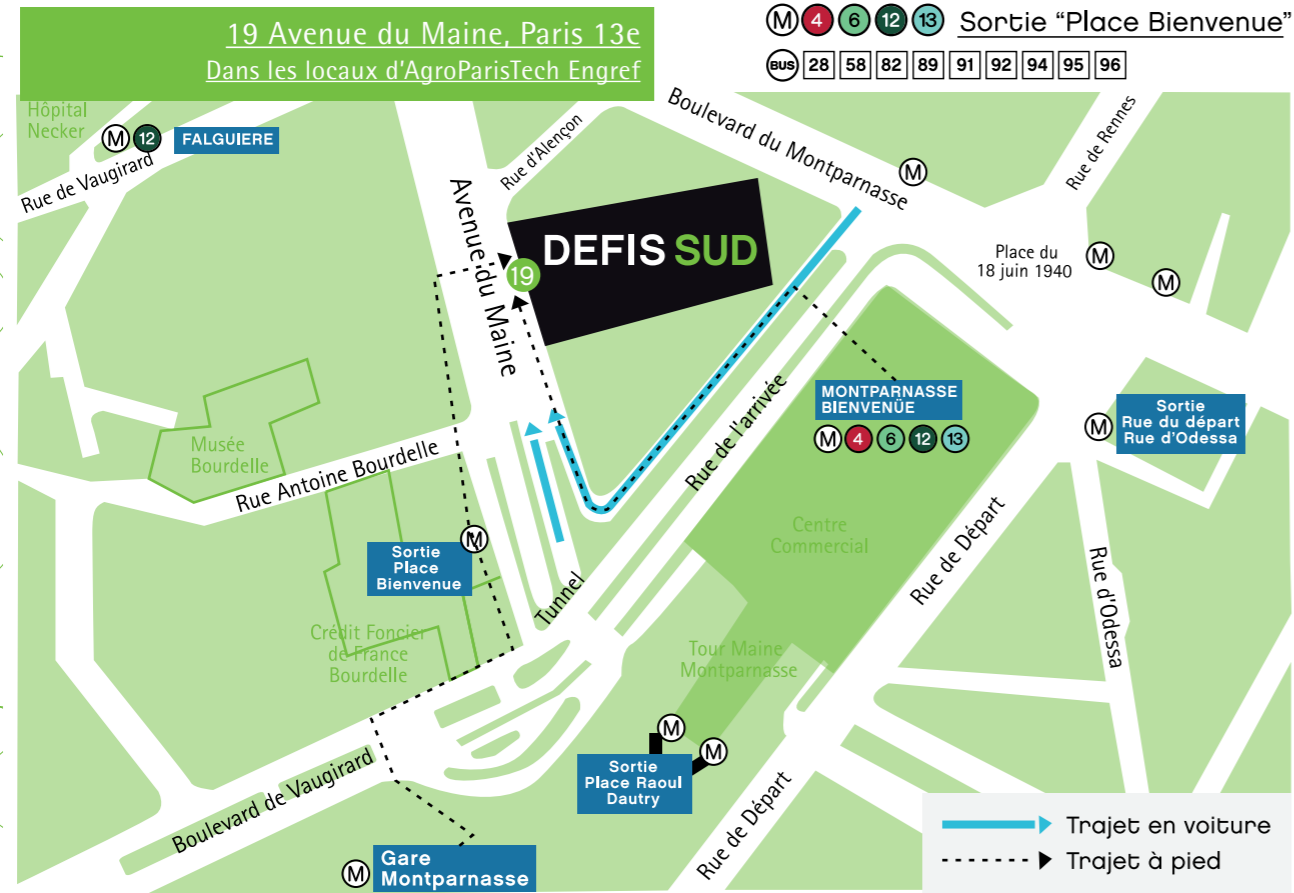 19 Avenue du Maine, Paris 13e
Dans les locaux d'AgroParisTech Engref
M 4 6 12 13 Sortie “Place Bienvenue”
BUS 28 58 82 89 91 92 94 95 96
Hôpital
Necker
M 12 FALGUIERE
Rue de Vaugirard
Rue d'Alençon
Boulevard du Montparnasse
M
Rue de Rennes
Avenue du Maine
DEFIS SUD
19
Place du
18 juin 1940
M
M
MONTPARNASSE
BIENVENÜE
M 4 6 12 13
Rue de l'arrivée
M
Sortie
Rue du départ
Rue d'Odessa
Musée
Bourdelle
Rue Antoine Bourdelle
Centre
Commercial
Rue de Départ
Rue d'Odessa
M
Sortie
Place
Bienvenue
Tunnel
Crédit Foncier
de France
Bourdelle
Tour Maine
Montparnasse
M
M
Sortie
Place Raoul
Dautry
Boulevard de Vaugirard
Rue de Départ
M
Gare
Montparnasse
Trajet en voiture
Trajet à pied